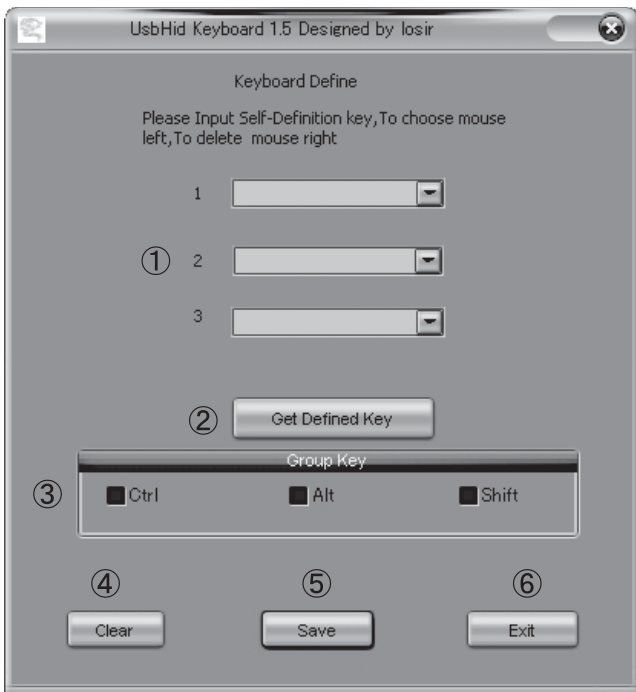 UsbHid Keyboard 1.5 Designed by losir
Keyboard Define
Please Input Self-Definition key,To choose mouse
left,To delete mouse right
1
① 2
3
② Get Defined Key
Group Key
③ Ctrl Alt Shift
④ ⑤ ⑥
Clear Save Exit